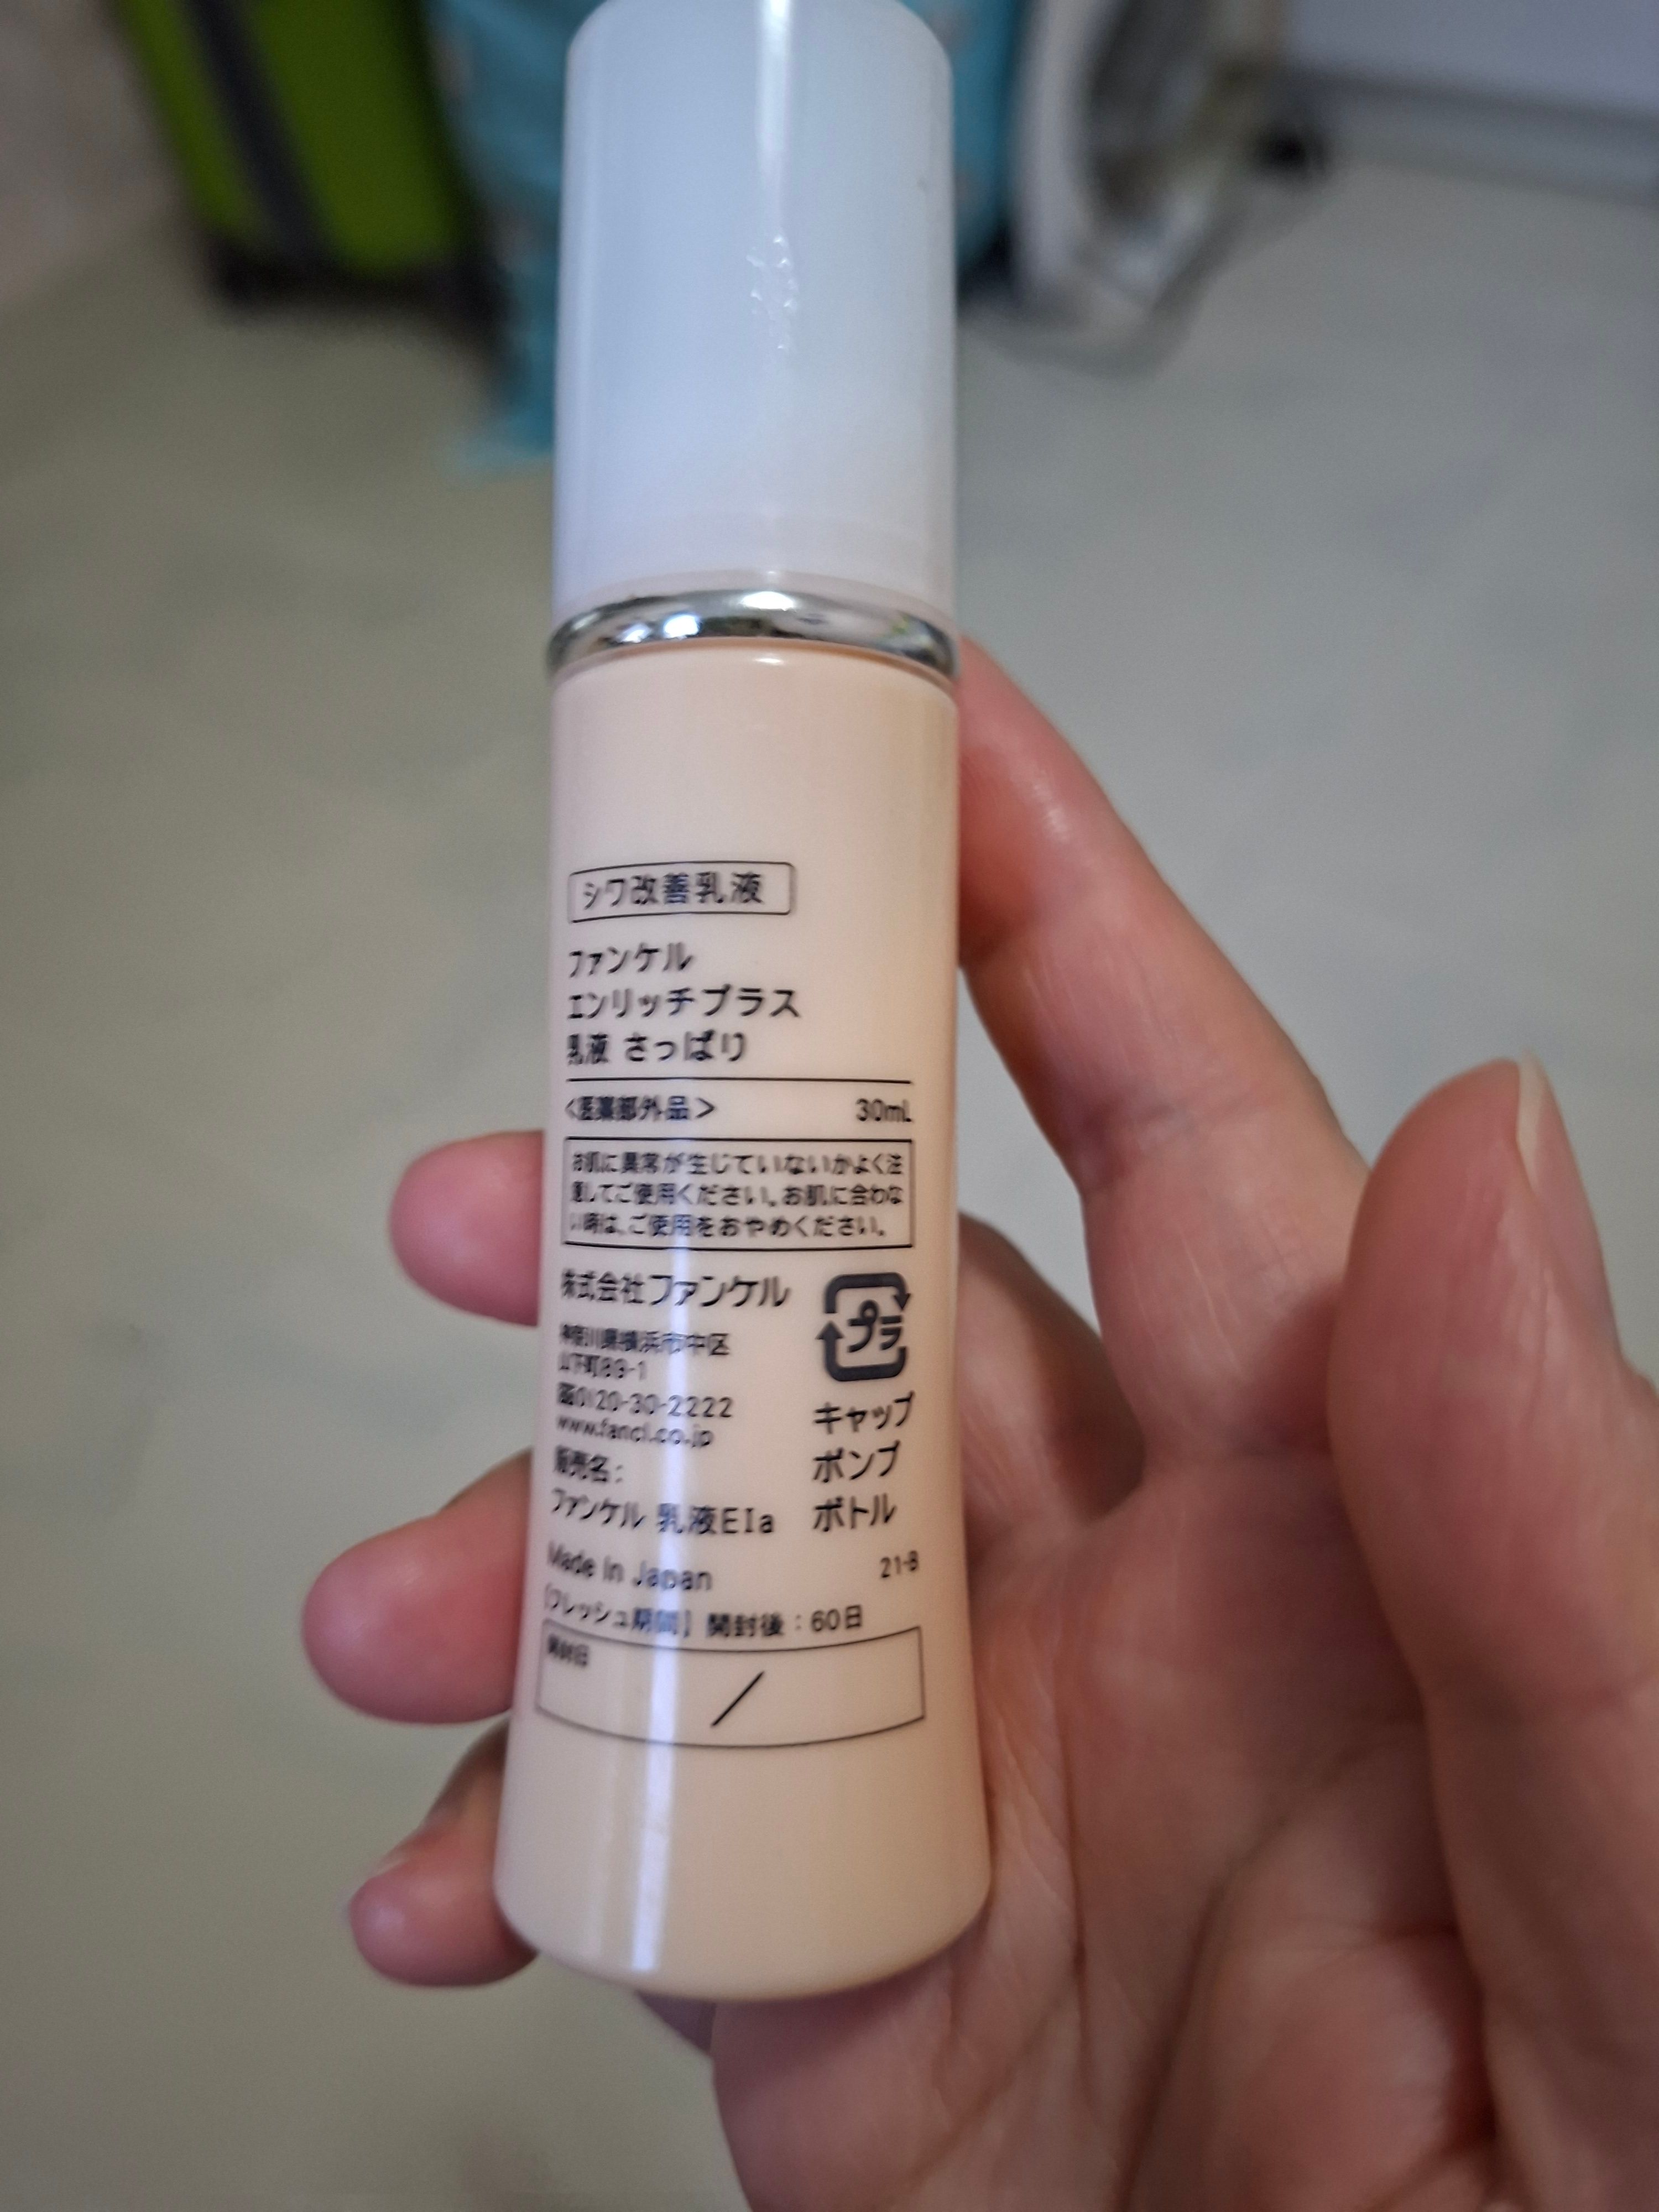 シワ改善乳液
ファンケル
エンリッチプラス
乳液 さっぱり
<医薬部外品> 30mL
お肌に異常が生じていないかよく注
意してご使用ください。お肌に合わな
い時は、ご使用をおやめください。
株式会社ファンケル
神奈川県横浜市中区
山下町89-1
0120-30-2222
www.fancl.co.jp
販売名:
ファンケル 乳液EIa
プラ
キャップ
ポンプ
ボトル
Made in Japan 21-B
【フレッシュ期間】開封後:60日
開封日
/